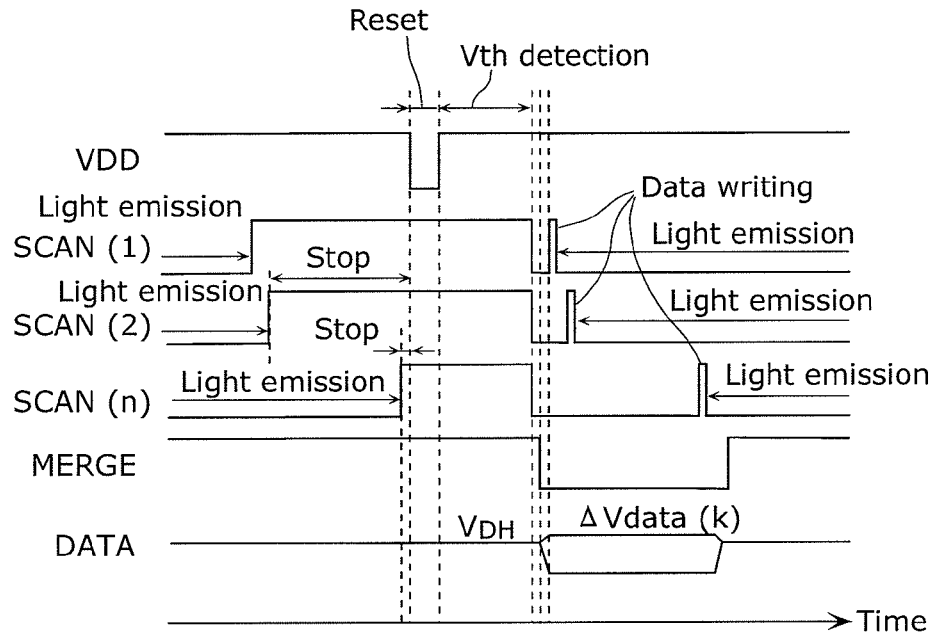 Reset
Vth detection
VDD
Data writing
Light emission
SCAN (1)
Light emission
Stop
Light emission
SCAN (2)
Light emission
Stop
SCAN (n)
Light emission
Light emission
MERGE
VDH
Δ Vdata (k)
DATA
Time